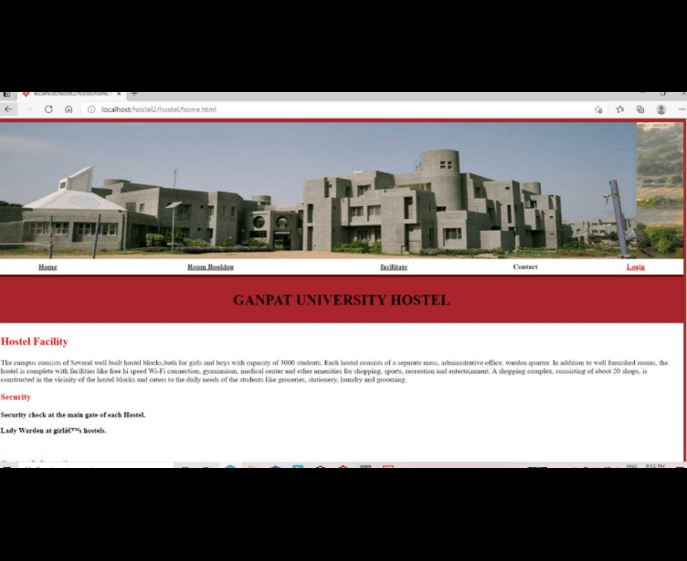 localhost/hostel2/hostel/home.html
Home Room Booking facilitate Contact Login
GANPAT UNIVERSITY HOSTEL
Hostel Facility
The campus consists of Several well built hostel blocks,both for girls and boys with capacity of 3000 students. Each hostel consists of a separate mess, administrative office, warden quarter. In addition to well furnished rooms, the
hostel is complete with facilities like free hi speed Wi-Fi connection, gymnasium, medical center and other amenities for shopping, sports, recreation and entertainment. A shopping complex, consisting of about 20 shops, is
constructed in the vicinity of the hostel blocks and caters to the daily needs of the students like groceries, stationery, laundry and grooming.
Security
Security check at the main gate of each Hostel.
Lady Warden at girlâ€™s hostels.
ENG 9:52 PM